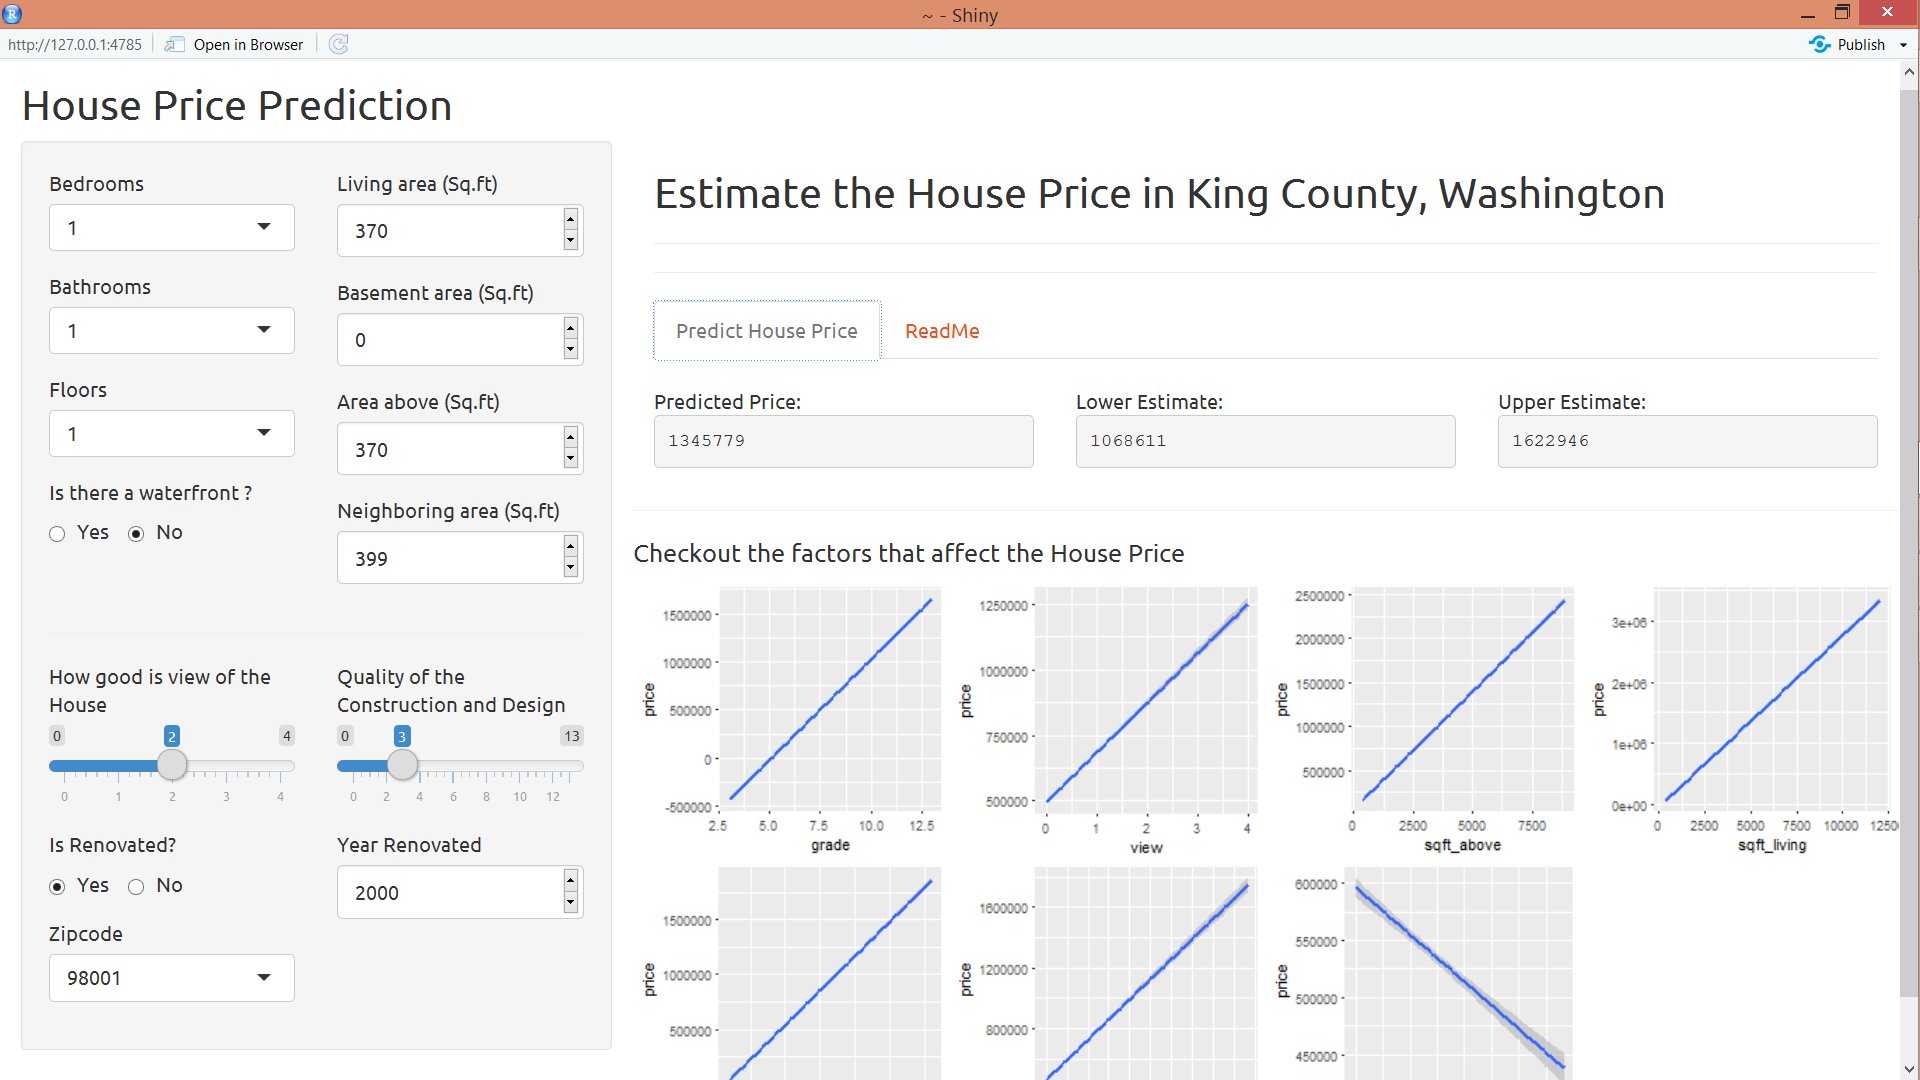 ~ - Shiny
http://127.0.0.1:4785
Open in Browser
Publish
House Price Prediction
Bedrooms
1
Bathrooms
1
Floors
1
Is there a waterfront ?
Yes No
Living area (Sq.ft)
370
Basement area (Sq.ft)
0
Area above (Sq.ft)
370
Neighboring area (Sq.ft)
399
How good is view of the
House
0 2 4
0 1 2 3 4
Quality of the
Construction and Design
0 3 13
0 2 4 6 8 10 12
Is Renovated?
Yes No
Year Renovated
2000
Zipcode
98001
Estimate the House Price in King County, Washington
Predict House Price
ReadMe
Predicted Price:
1345779
Lower Estimate:
1068611
Upper Estimate:
1622946
Checkout the factors that affect the House Price
price
1500000
1000000
500000
0
-500000
2.5 5.0 7.5 10.0 12.5
grade
price
1250000
1000000
750000
500000
0 1 2 3 4
view
price
2500000
2000000
1500000
1000000
500000
0 2500 5000 7500
sqft_above
price
3e+06
2e+06
1e+06
0e+00
0 2500 5000 7500 10000 1250
sqft_living
price
1500000
1000000
500000
price
1600000
1200000
800000
price
600000
550000
500000
450000